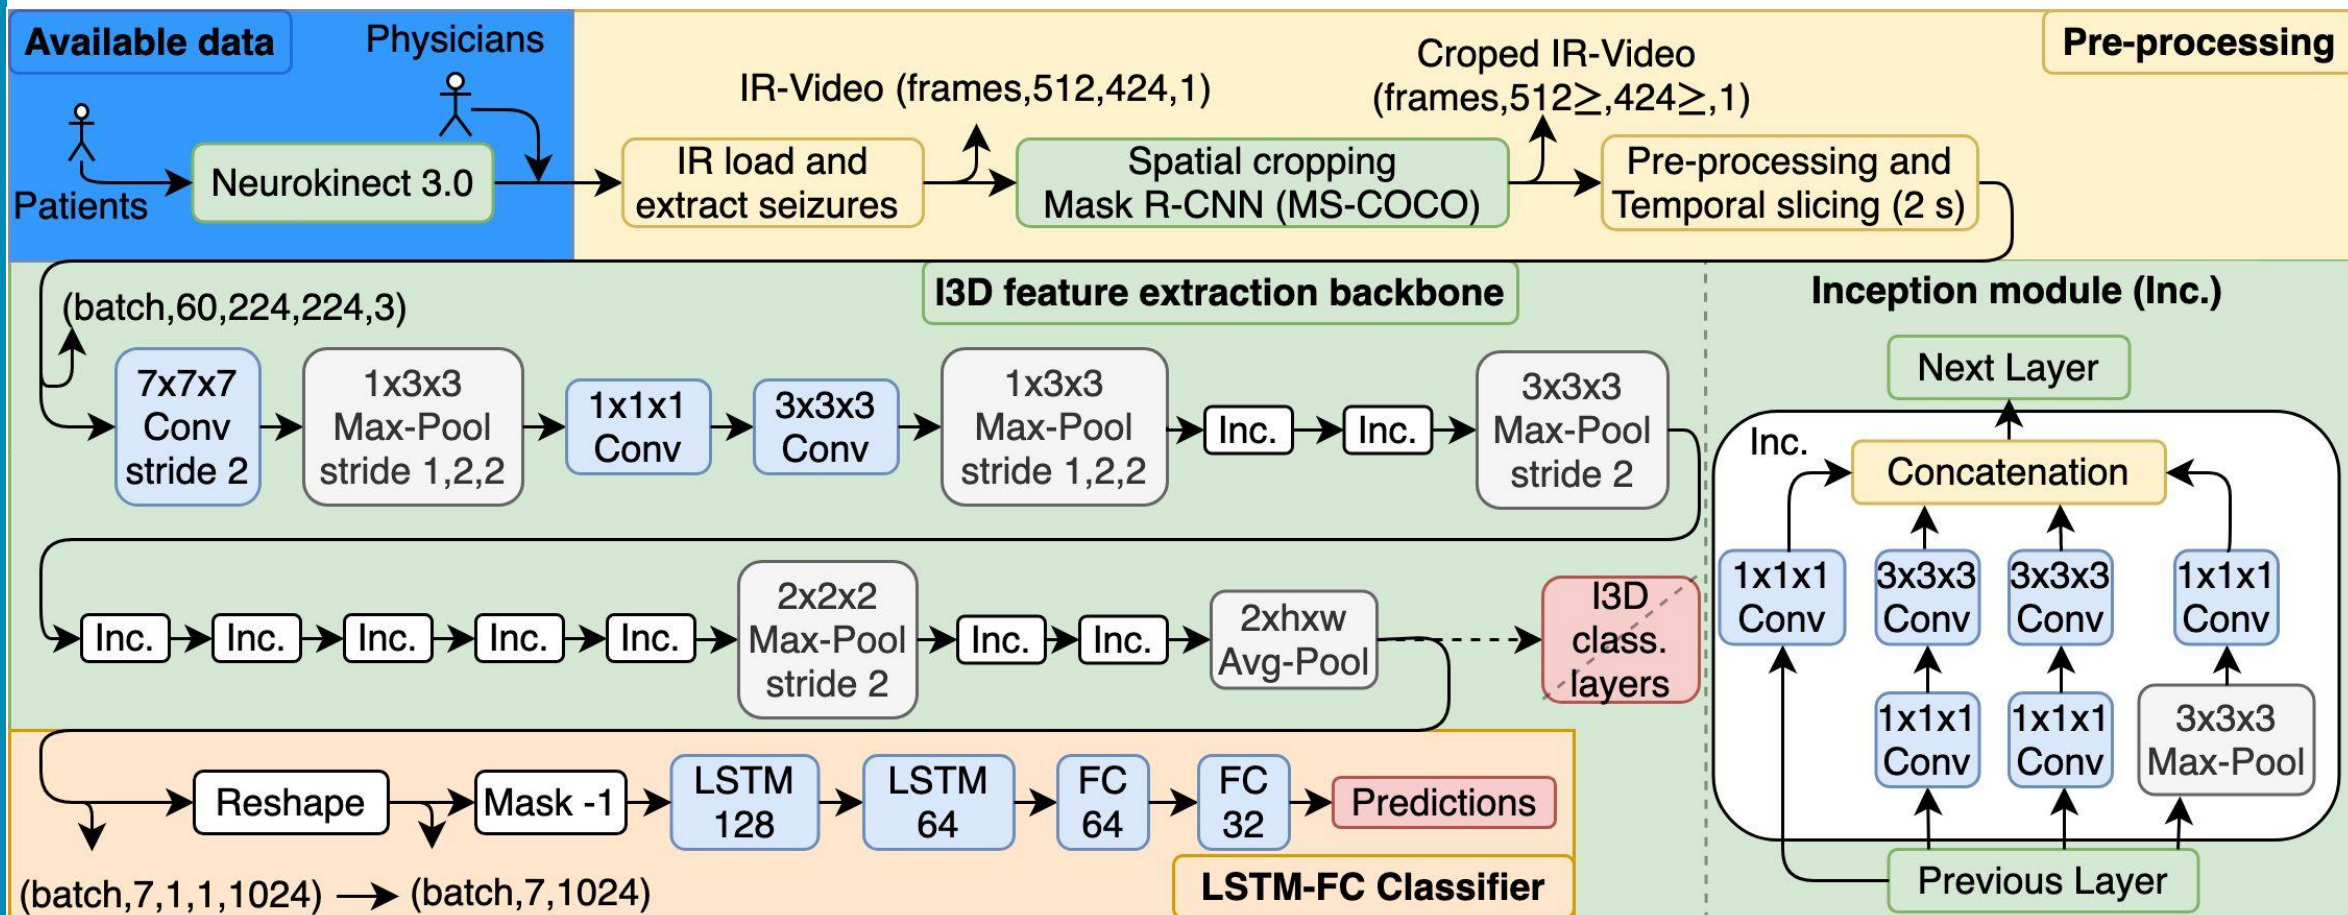 Available data
Physicians
Patients
Neurokinect 3.0
Pre-processing
IR-Video (frames,512,424,1)
Croped IR-Video
(frames,512≥,424≥,1)
IR load and
extract seizures
Spatial cropping
Mask R-CNN (MS-COCO)
Pre-processing and
Temporal slicing (2 s)
I3D feature extraction backbone
(batch,60,224,224,3)
7x7x7
Conv
stride 2
1x3x3
Max-Pool
stride 1,2,2
1x1x1
Conv
3x3x3
Conv
1x3x3
Max-Pool
stride 1,2,2
Inc.
Inc.
3x3x3
Max-Pool
stride 2
Inc.
Inc.
Inc.
Inc.
Inc.
2x2x2
Max-Pool
stride 2
Inc.
Inc.
2xhxw
Avg-Pool
I3D
class.
layers
Inception module (Inc.)
Next Layer
Inc.
Concatenation
1x1x1
Conv
3x3x3
Conv
3x3x3
Conv
1x1x1
Conv
1x1x1
Conv
1x1x1
Conv
3x3x3
Max-Pool
Previous Layer
Reshape
Mask -1
LSTM
128
LSTM
64
FC
64
FC
32
Predictions
(batch,7,1,1,1024)
(batch,7,1024)
LSTM-FC Classifier